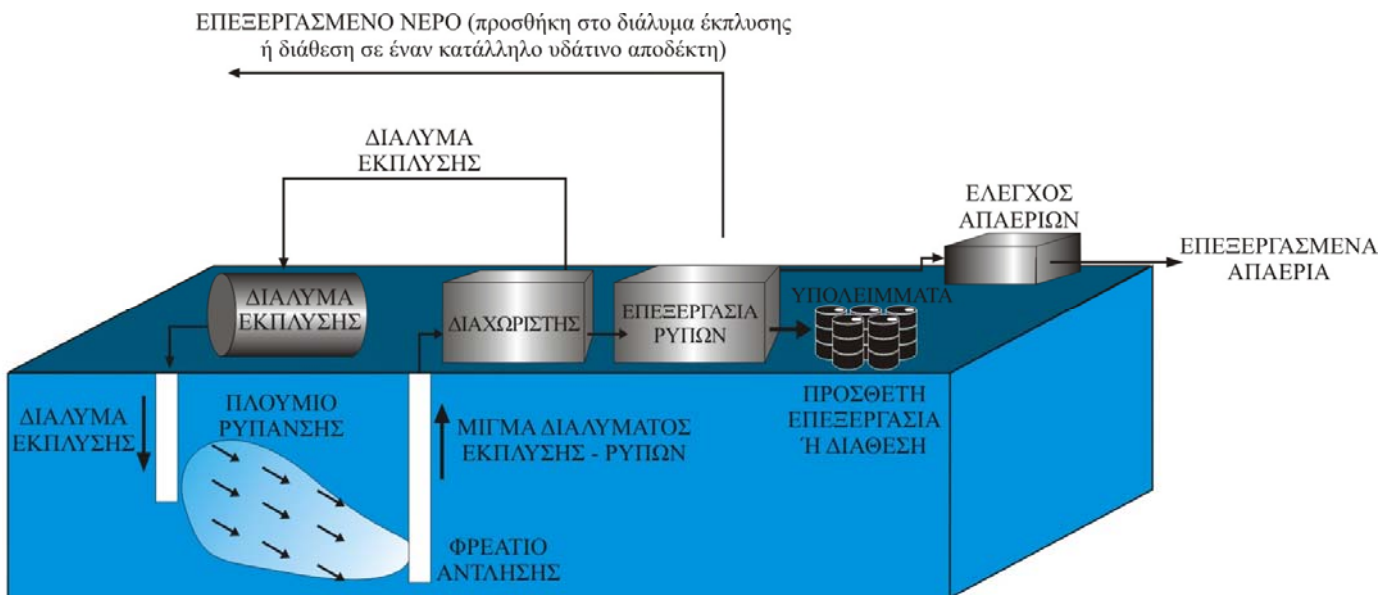 ΕΠΕΞΕΡΓΑΣΜΕΝΟ ΝΕΡΟ (προσθήκη στο διάλυμα έκπλυσης
ή διάθεση σε έναν κατάλληλο υδάτινο αποδέκτη)
ΔΙΑΛΥΜΑ
ΕΚΠΛΥΣΗΣ
ΕΛΕΓΧΟΣ
ΑΠΑΕΡΙΩΝ
ΕΠΕΞΕΡΓΑΣΜΕΝΑ
ΑΠΑΕΡΙΑ
ΔΙΑΛΥΜΑ
ΕΚΠΛΥΣΗΣ
ΔΙΑΧΩΡΙΣΤΗΣ
ΕΠΕΞΕΡΓΑΣΙΑ
ΡΥΠΩΝ
ΥΠΟΛΕΙΜΜΑΤΑ
ΔΙΑΛΥΜΑ
ΕΚΠΛΥΣΗΣ
ΠΛΟΥΜΙΟ
ΡΥΠΑΝΣΗΣ
ΜΙΓΜΑ ΔΙΑΛΥΜΑΤΟΣ
ΕΚΠΛΥΣΗΣ - ΡΥΠΩΝ
ΠΡΟΣΘΕΤΗ
ΕΠΕΞΕΡΓΑΣΙΑ
Ή ΔΙΑΘΕΣΗ
ΦΡΕΑΤΙΟ
ΑΝΤΛΗΣΗΣ